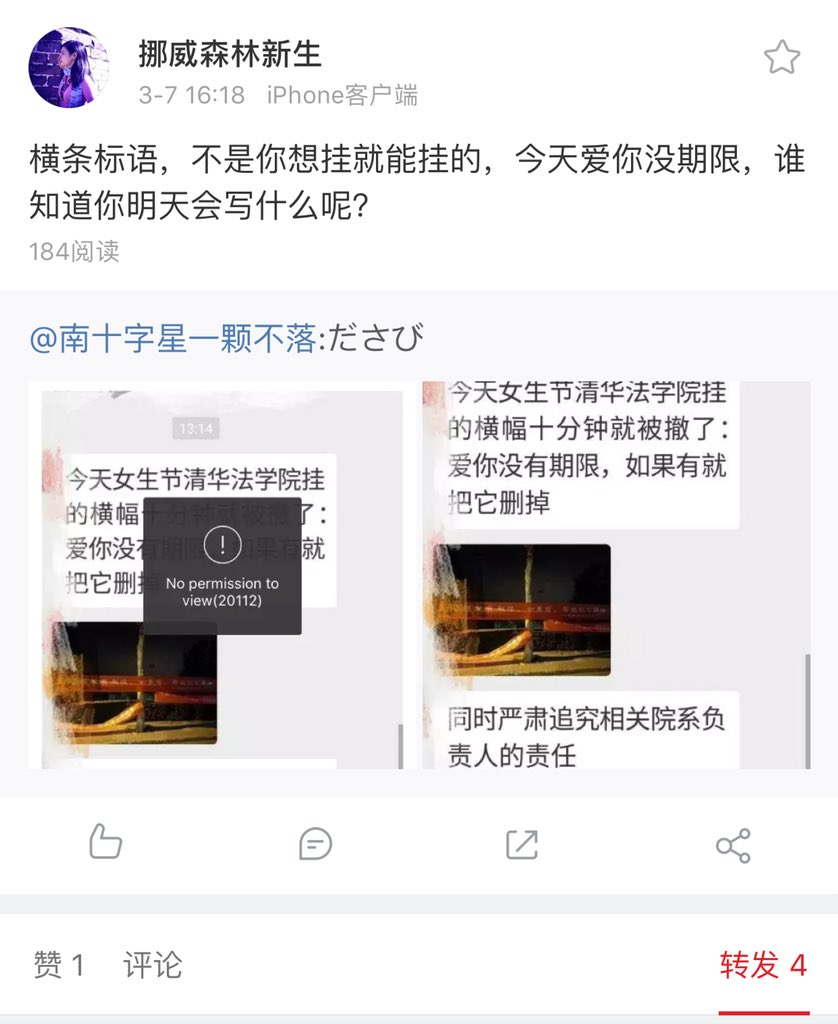 挪威森林新生
3-7 16:18 iPhone客户端
横条标语，不是你想挂就能挂的，今天爱你没期限，谁
知道你明天会写什么呢？
184阅读
@南十字星一颗不落:ださび
13:14
今天女生节清华法学院挂
的横幅十分钟就被撤了：
爱你没有期限，如果有就
把它删掉
No permission to
view(20112)
今天女生节清华法学院挂
的横幅十分钟就被撤了：
爱你没有期限，如果有就
把它删掉
同时严肃追究相关院系负
责人的责任
赞 1 评论 转发 4